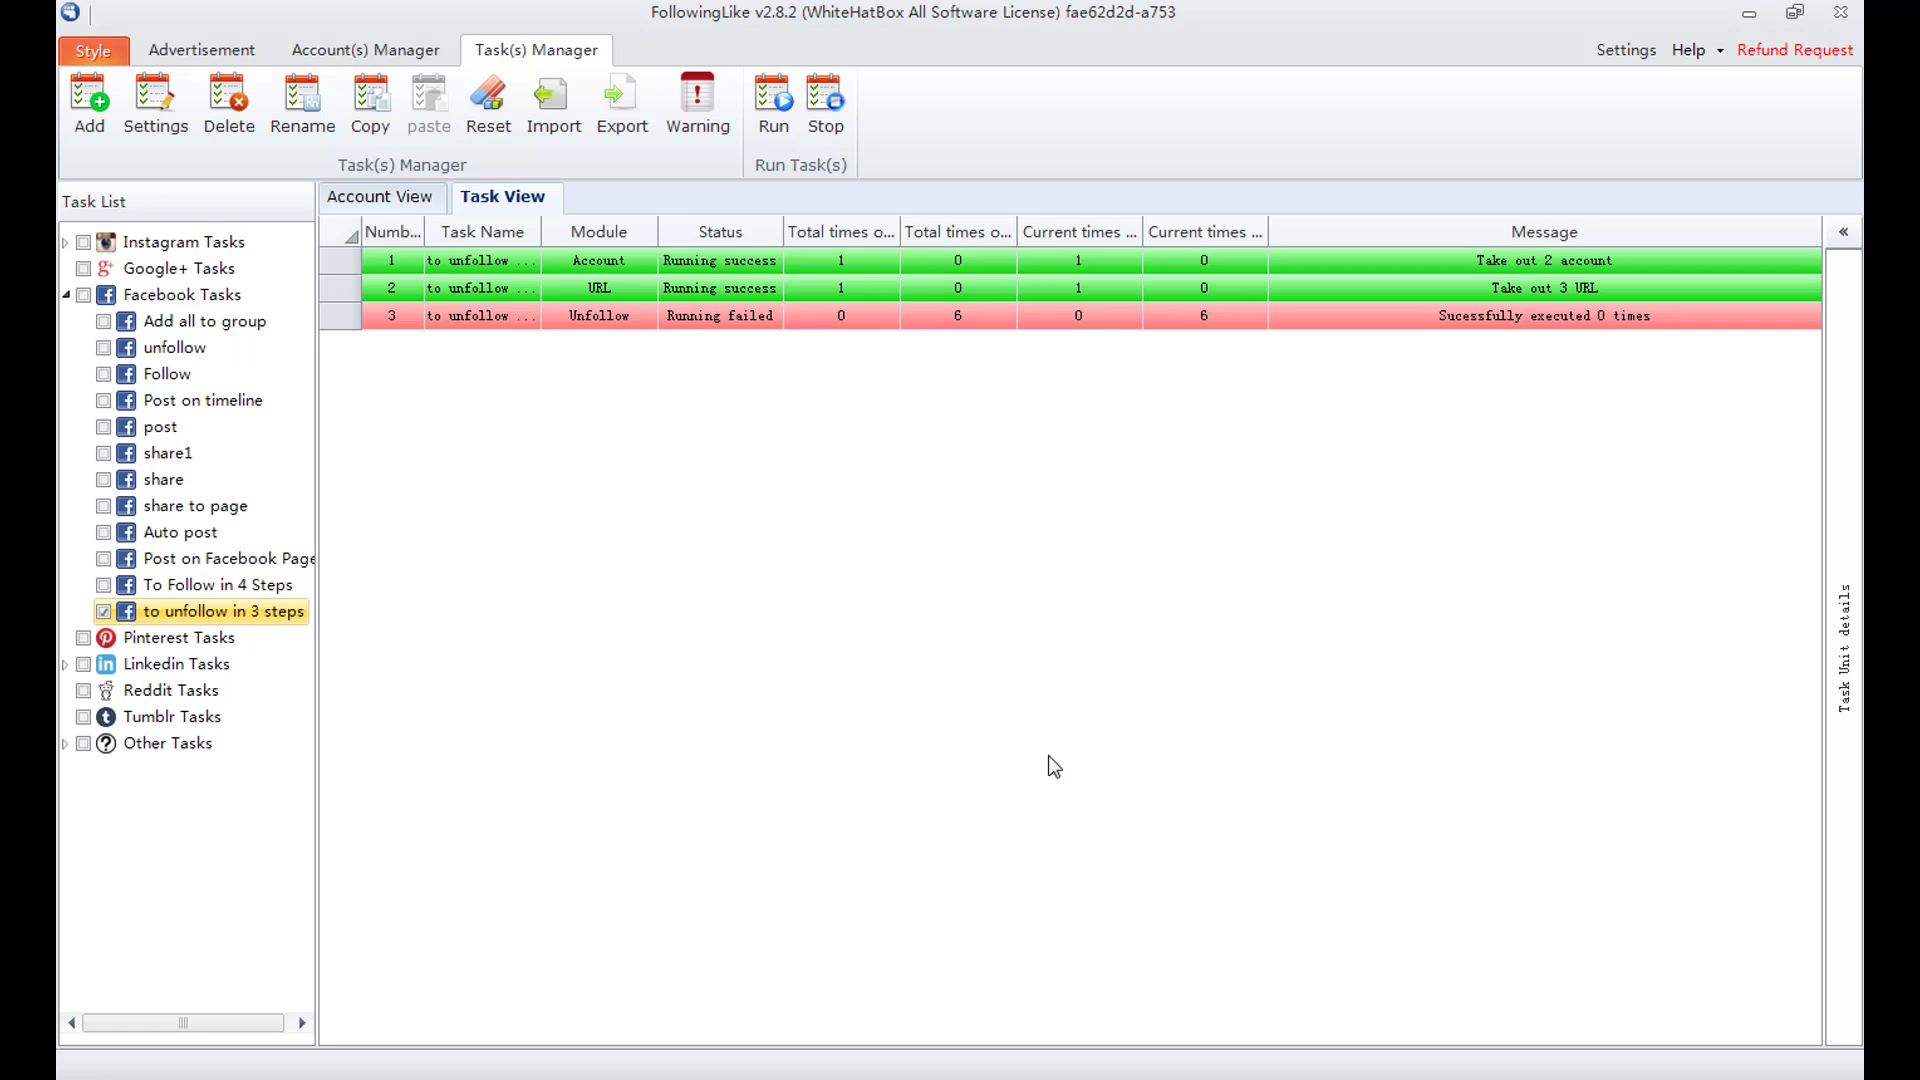 FollowingLike v2.8.2 (WhiteHatBox All Software License) fae62d2d-a753
Style Advertisement Account(s) Manager Task(s) Manager Settings Help Refund Request
Add Settings Delete Rename Copy paste Reset Import Export Warning Run Stop
Task(s) Manager Run Task(s)
Task List
Instagram Tasks
Google+ Tasks
Facebook Tasks
Add all to group
unfollow
Follow
Post on timeline
post
share1
share
share to page
Auto post
Post on Facebook Page
To Follow in 4 Steps
to unfollow in 3 steps
Pinterest Tasks
Linkedin Tasks
Reddit Tasks
Tumblr Tasks
Other Tasks
Account View Task View
Numb... Task Name Module Status Total times o... Total times o... Current times ... Current times ... Message
1 to unfollow ... Account Running success 1 0 1 0 Take out 2 account
2 to unfollow ... URL Running success 1 0 1 0 Take out 3 URL
3 to unfollow ... Unfollow Running failed 0 6 0 6 Sucessfully executed 0 times
Task Unit details